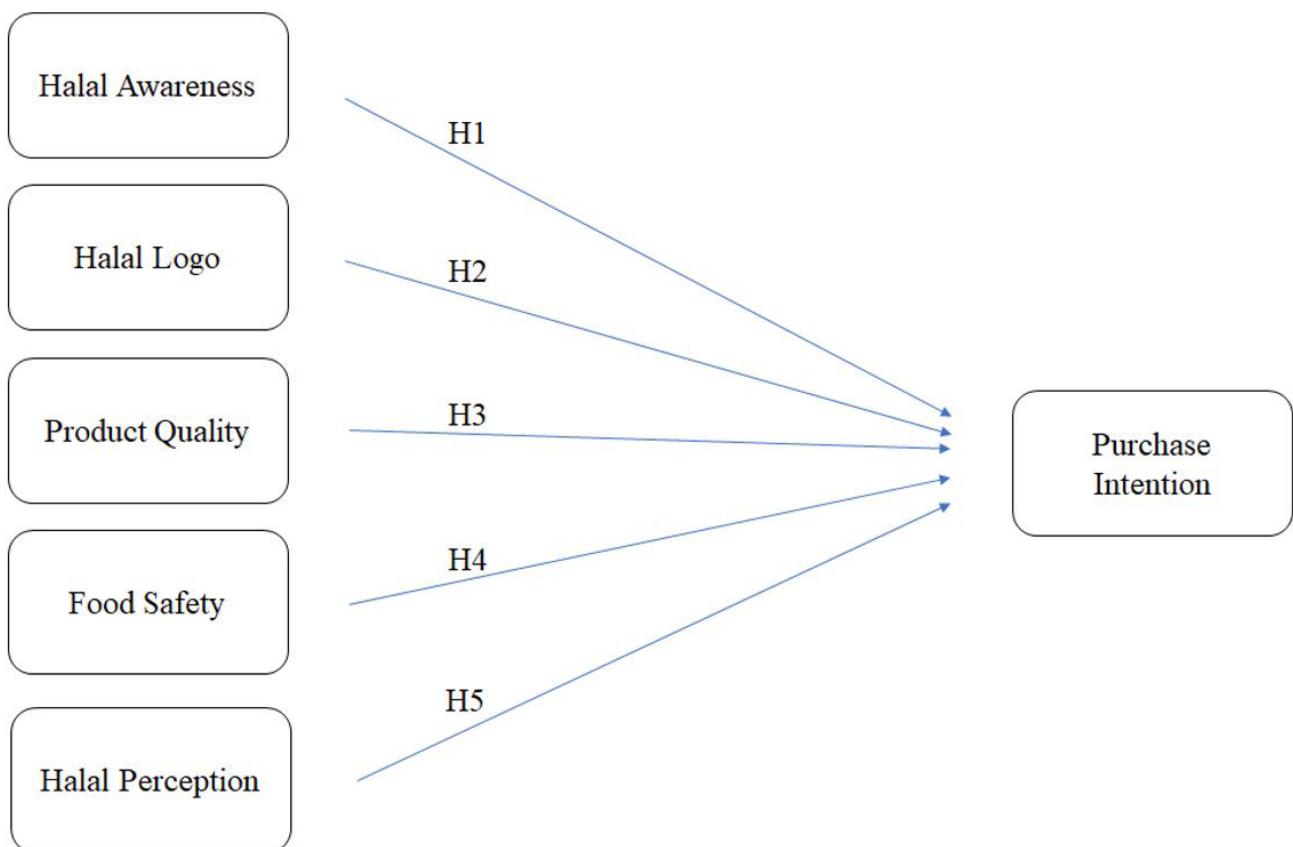 Halal Awareness
H1
Halal Logo
H2
Product Quality
H3
Purchase
Intention
Food Safety
H4
Halal Perception
H5